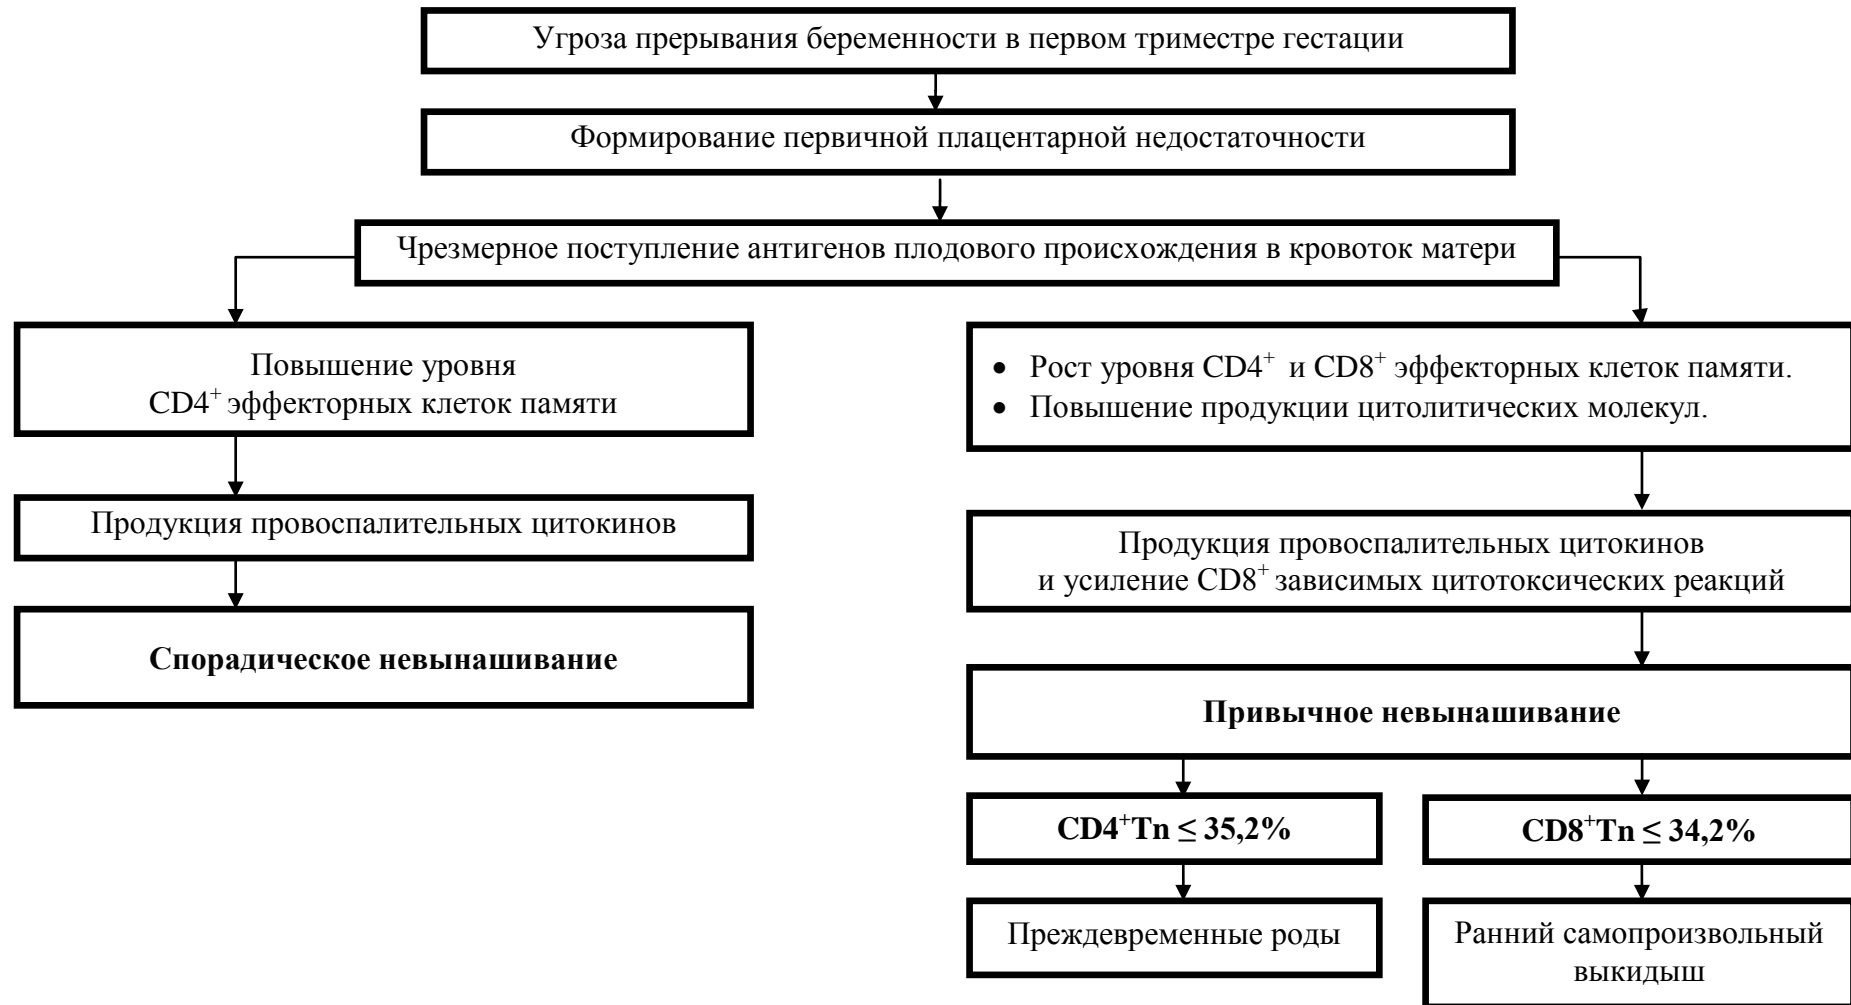 Угроза прерывания беременности в первом триместре гестации
Формирование первичной плацентарной недостаточности
Чрезмерное поступление антигенов плодового происхождения в кровоток матери
Повышение уровня
CD4⁺ эффекторных клеток памяти
Продукция провоспалительных цитокинов
Спорадическое невынашивание
• Рост уровня CD4⁺ и CD8⁺ эффекторных клеток памяти.
• Повышение продукции цитолитических молекул.
Продукция провоспалительных цитокинов
и усиление CD8⁺ зависимых цитотоксических реакций
Привычное невынашивание
CD4⁺Tn ≤ 35,2%
CD8⁺Tn ≤ 34,2%
Преждевременные роды
Ранний самопроизвольный
выкидыш